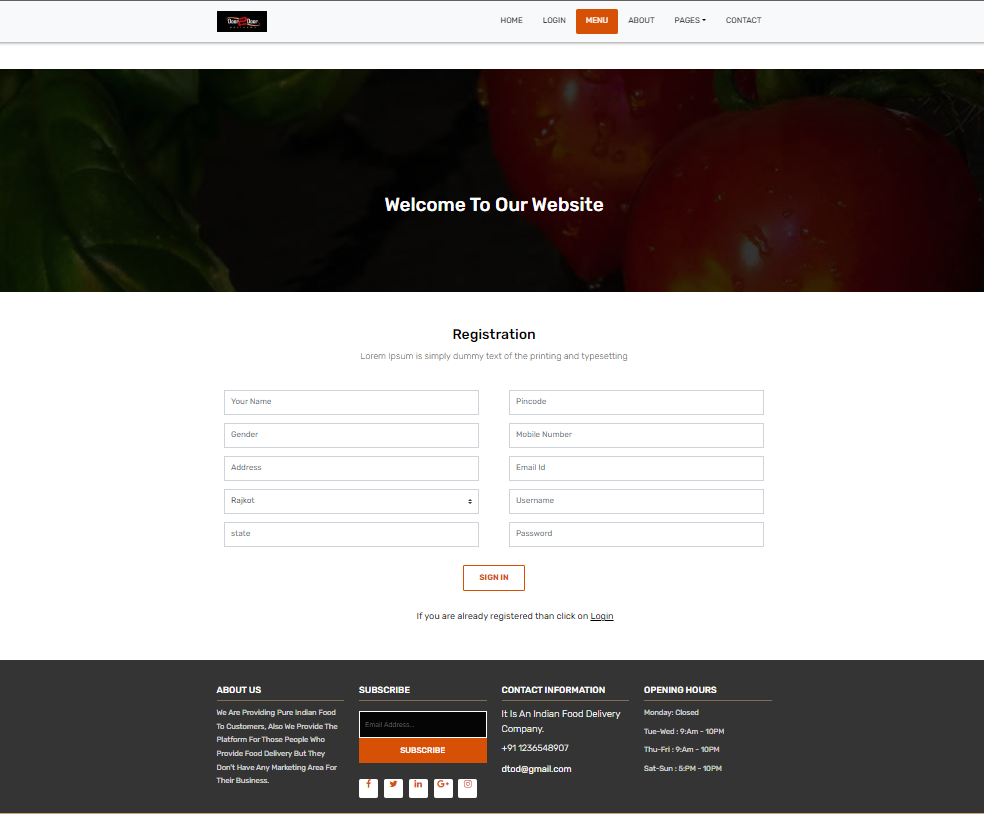 Door Door
HOME LOGIN MENU ABOUT PAGES CONTACT
Welcome To Our Website
Registration
Lorem Ipsum is simply dummy text of the printing and typesetting
Your Name
Pincode
Gender
Mobile Number
Address
Email Id
Rajkot
Username
state
Password
SIGN IN
If you are already registered than click on Login
ABOUT US
We Are Providing Pure Indian Food
To Customers, Also We Provide The
Platform For Those People Who
Provide Food Delivery But They
Don't Have Any Marketing Area For
Their Business.
SUBSCRIBE
Email Address...
SUBSCRIBE
CONTACT INFORMATION
It Is An Indian Food Delivery
Company.
+91 1236548907
dtod@gmail.com
OPENING HOURS
Monday: Closed
Tue-Wed : 9:Am - 10PM
Thu-Fri : 9:Am - 10PM
Sat-Sun : 5:PM - 10PM